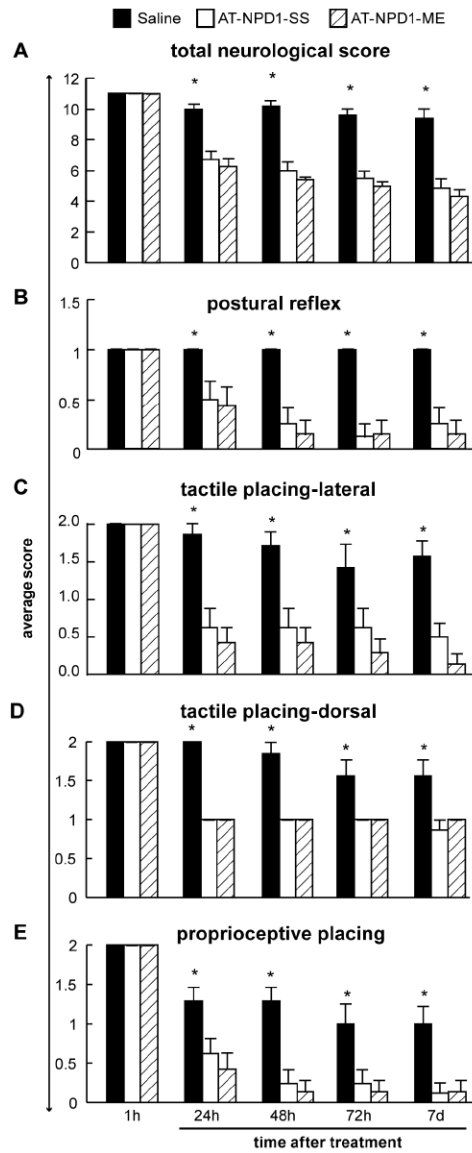 Saline AT-NPD1-SS AT-NPD1-ME
A total neurological score
12
10
8
6
4
2
0
* * * *
B postural reflex
1.5
1
0.5
0
* * * *
C tactile placing-lateral
2.0
1.5
1.0
0.5
0.0
* * * *
average score
D tactile placing-dorsal
2
1.5
1
0.5
0
* * * *
E proprioceptive placing
2
1.5
1
0.5
0
* * * *
1h 24h 48h 72h 7d
time after treatment